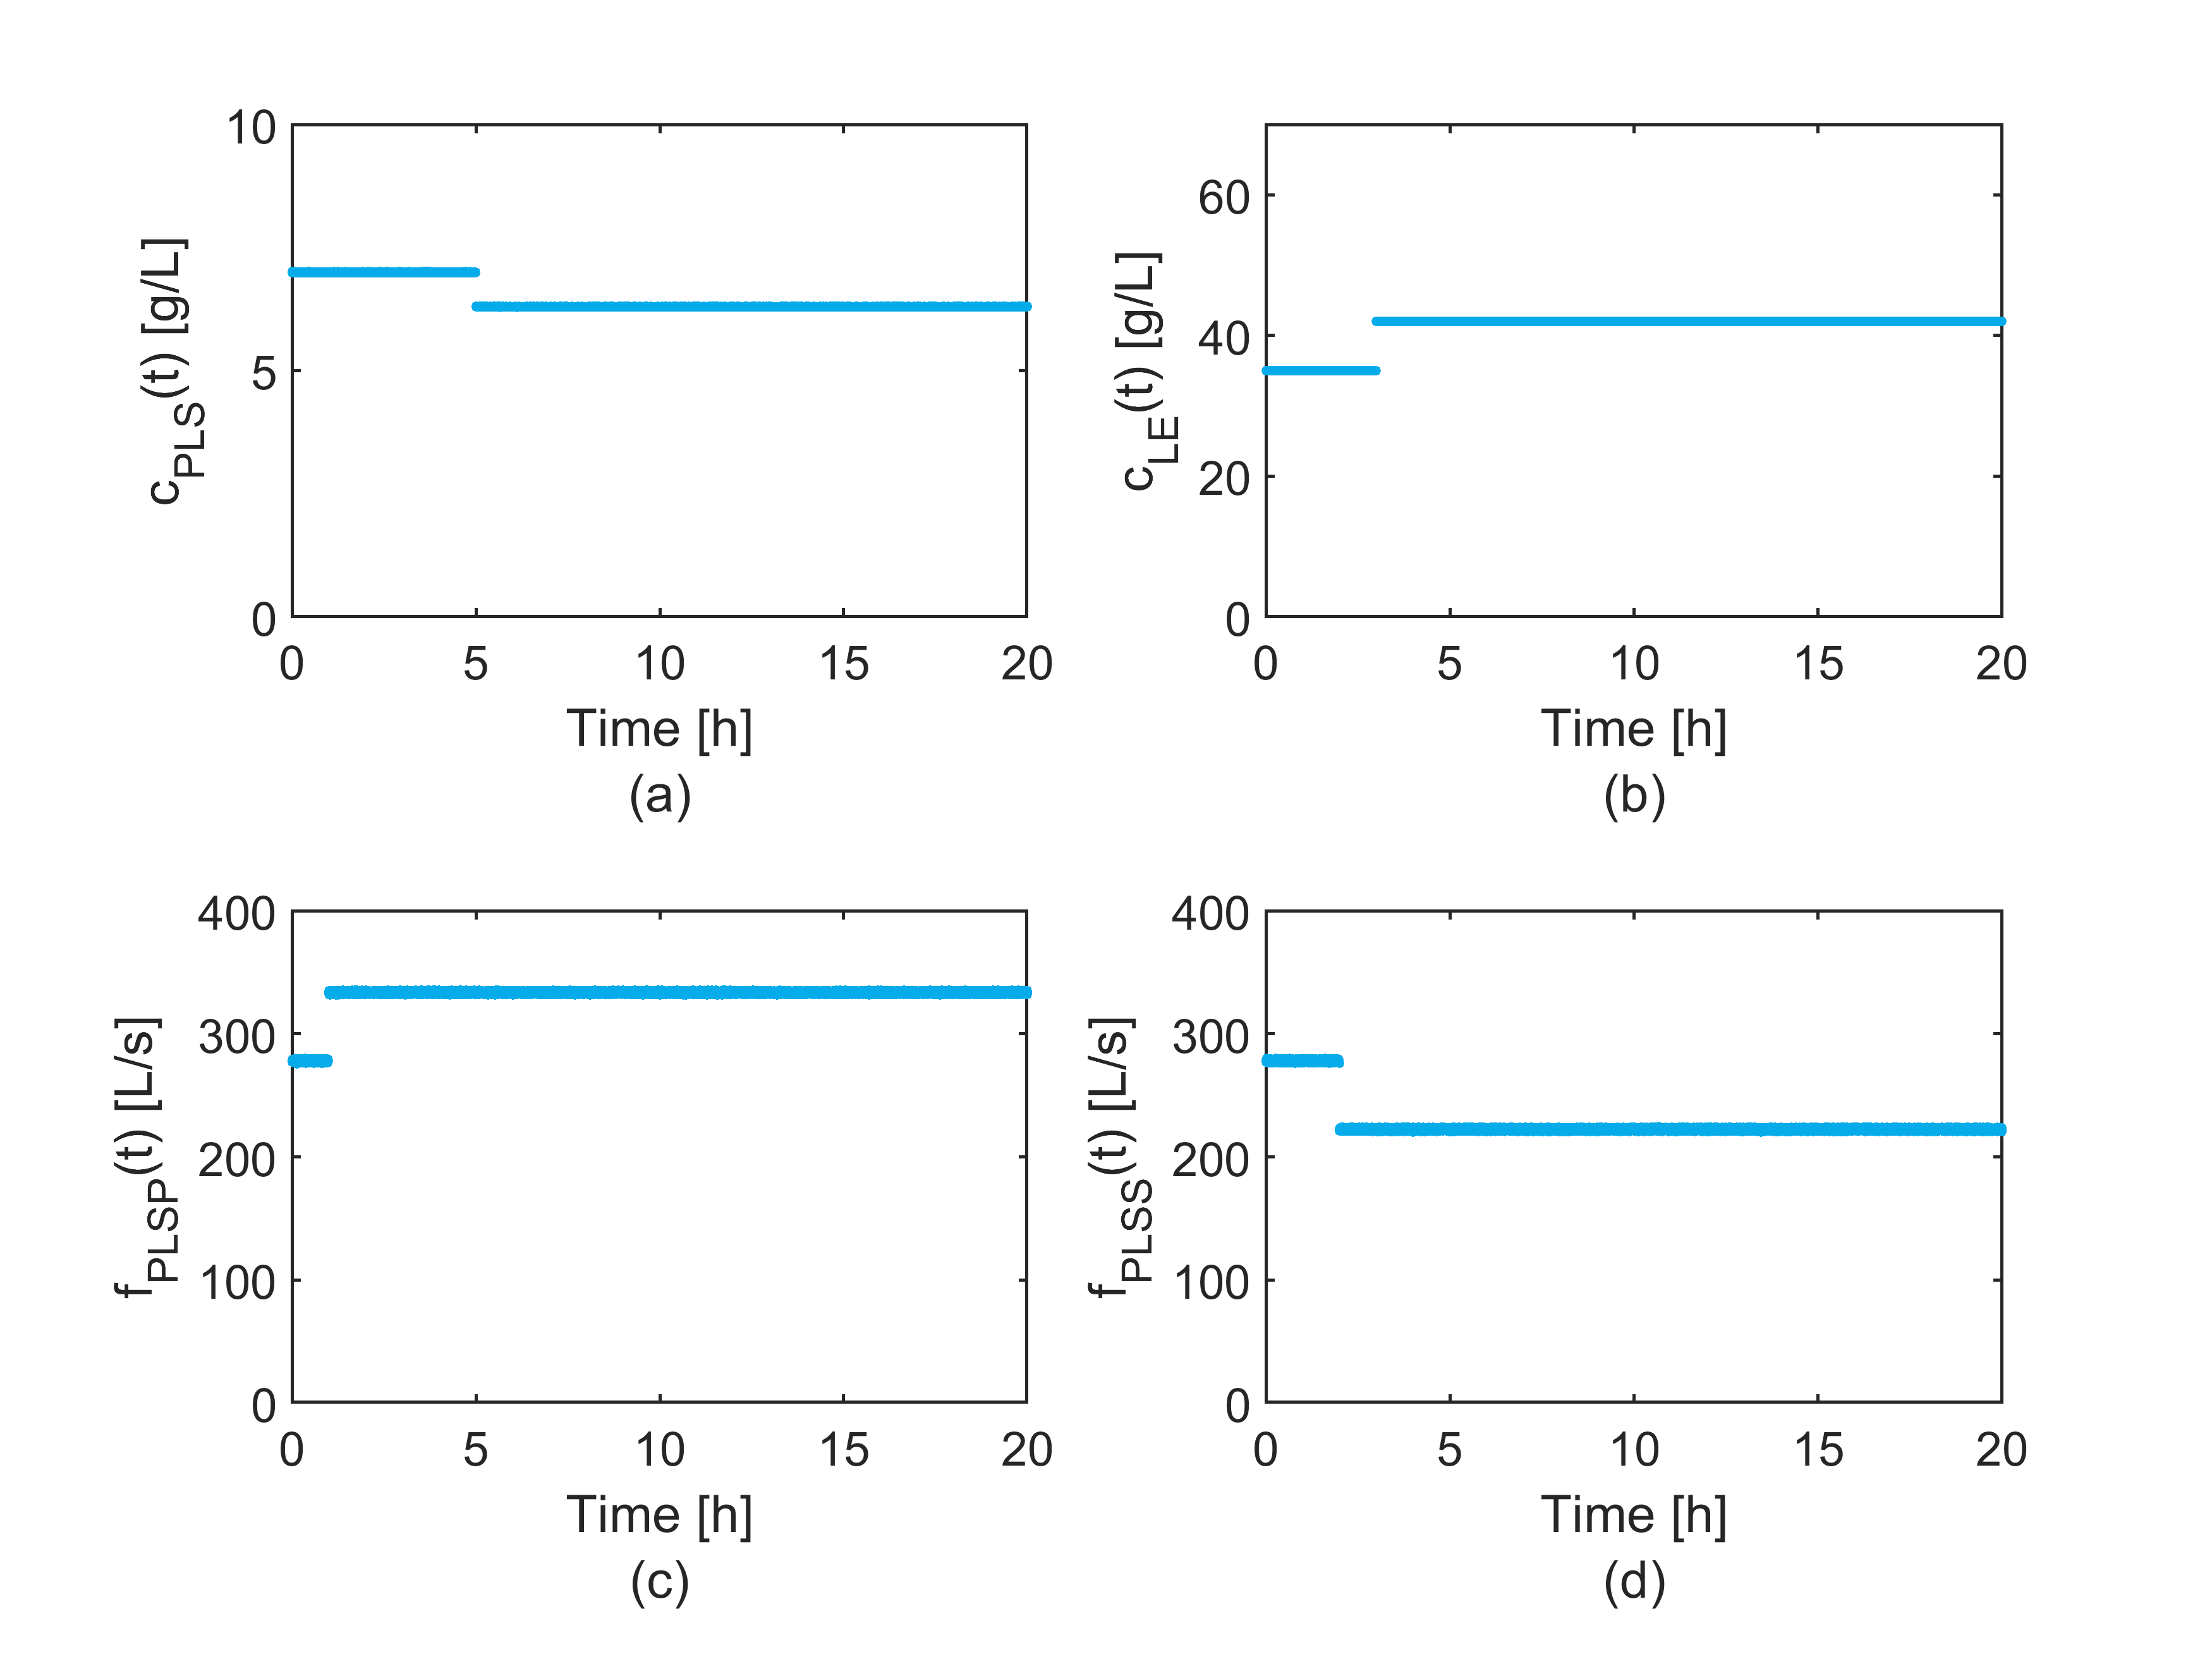 10
5
0
0 5 10 15 20
Time [h]
(a)
c_PLS(t) [g/L]
60
40
20
0
0 5 10 15 20
Time [h]
(b)
c_LE(t) [g/L]
400
300
200
100
0
0 5 10 15 20
Time [h]
(c)
f_PLSP(t) [L/s]
400
300
200
100
0
0 5 10 15 20
Time [h]
(d)
f_PLSS(t) [L/s]